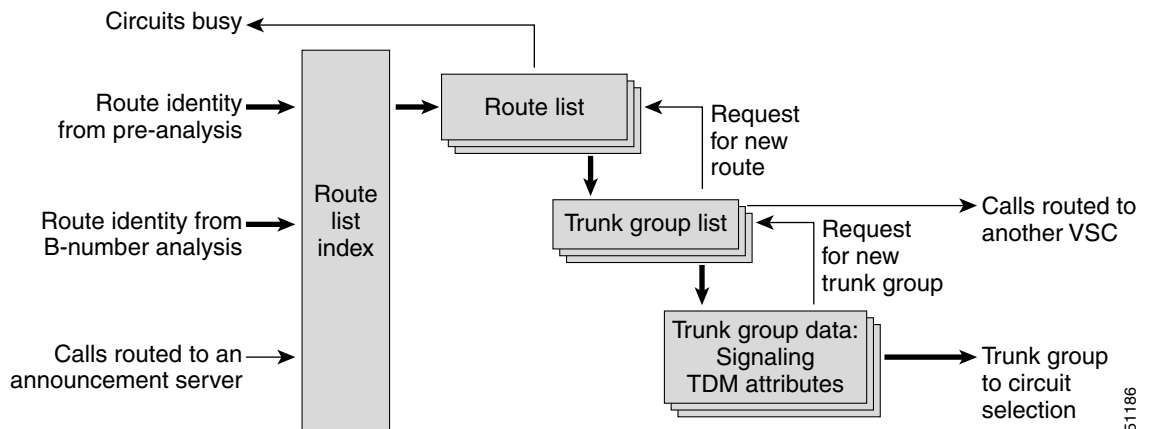 Circuits busy
Route identity
from pre-analysis
Route list
Request
for new
route
Route
list
index
Route identity from
B-number analysis
Trunk group list
Calls routed to
another VSC
Request
for new
trunk group
Calls routed to an
announcement server
Trunk group data:
Signaling
TDM attributes
Trunk group
to circuit
selection
51186